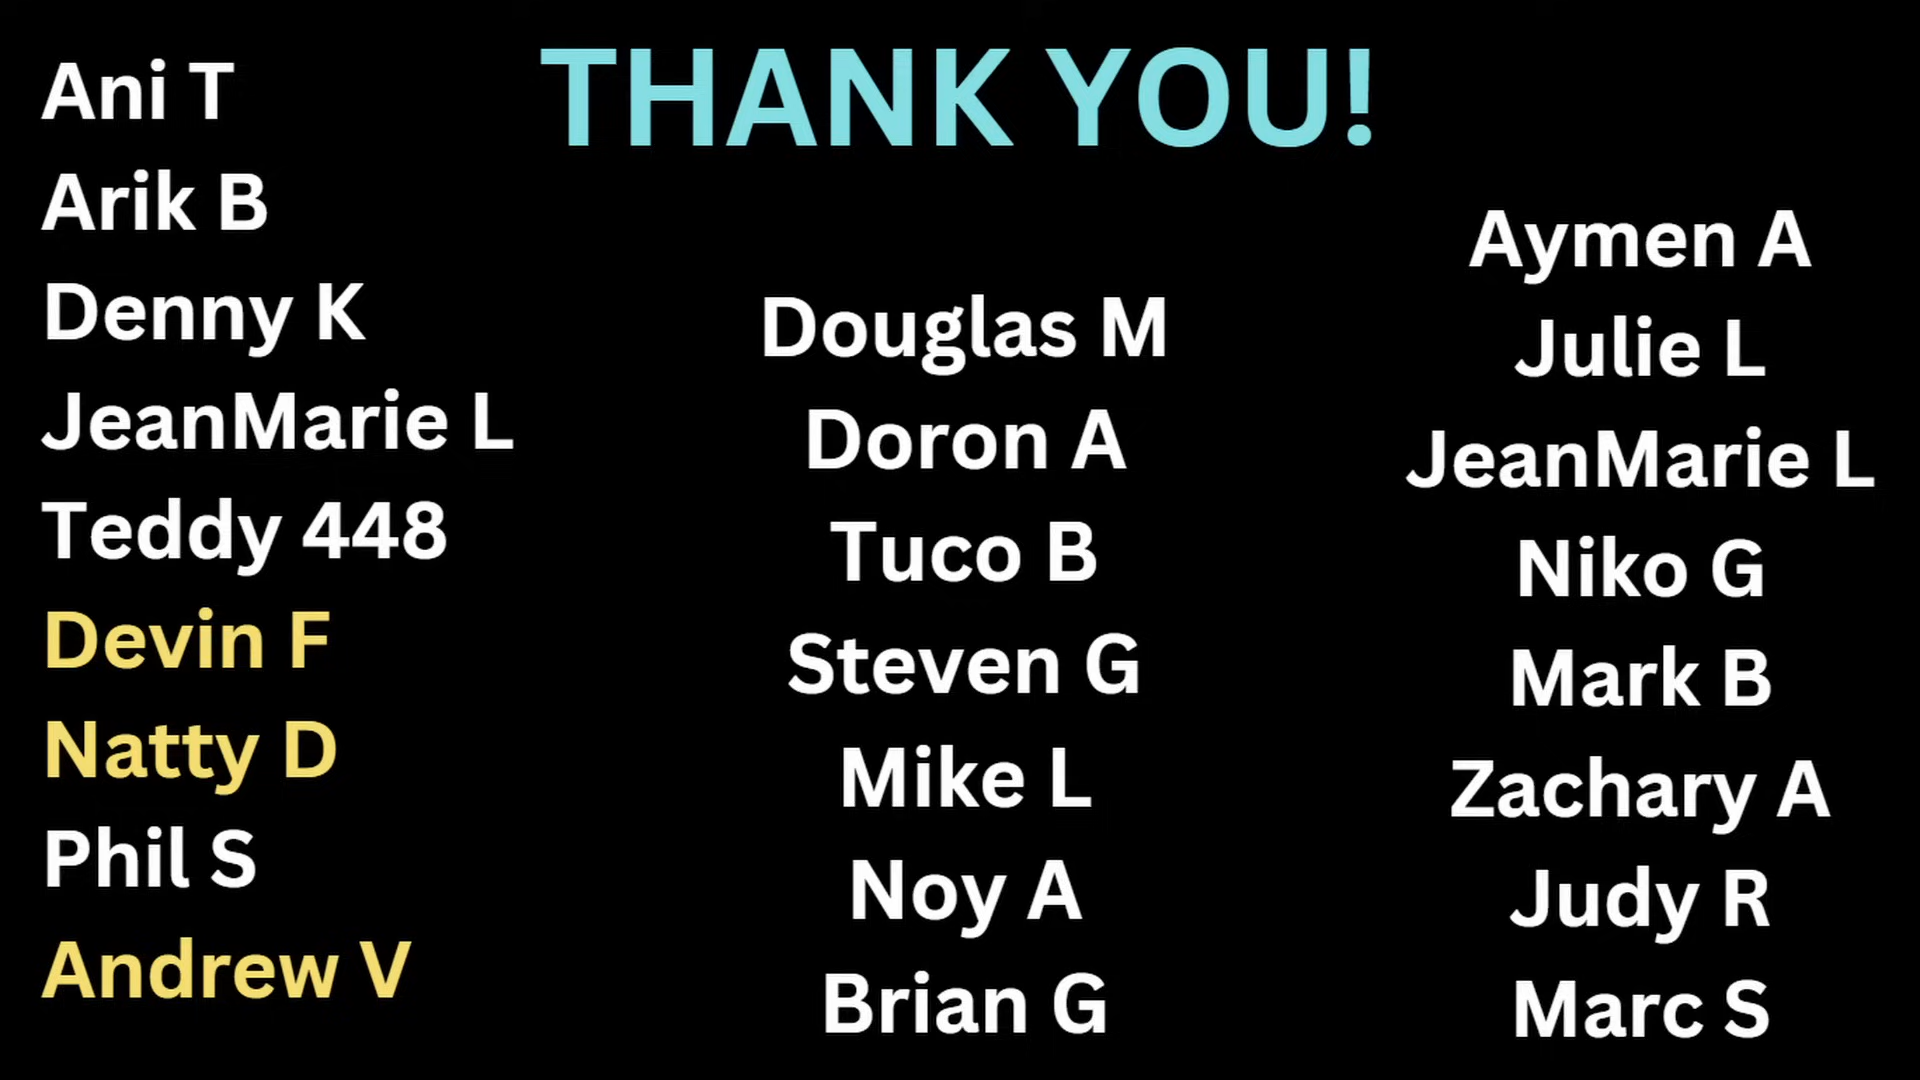 THANK YOU!
Ani T
Arik B
Denny K
JeanMarie L
Teddy 448
Devin F
Natty D
Phil S
Andrew V
Douglas M
Doron A
Tuco B
Steven G
Mike L
Noy A
Brian G
Aymen A
Julie L
JeanMarie L
Niko G
Mark B
Zachary A
Judy R
Marc S